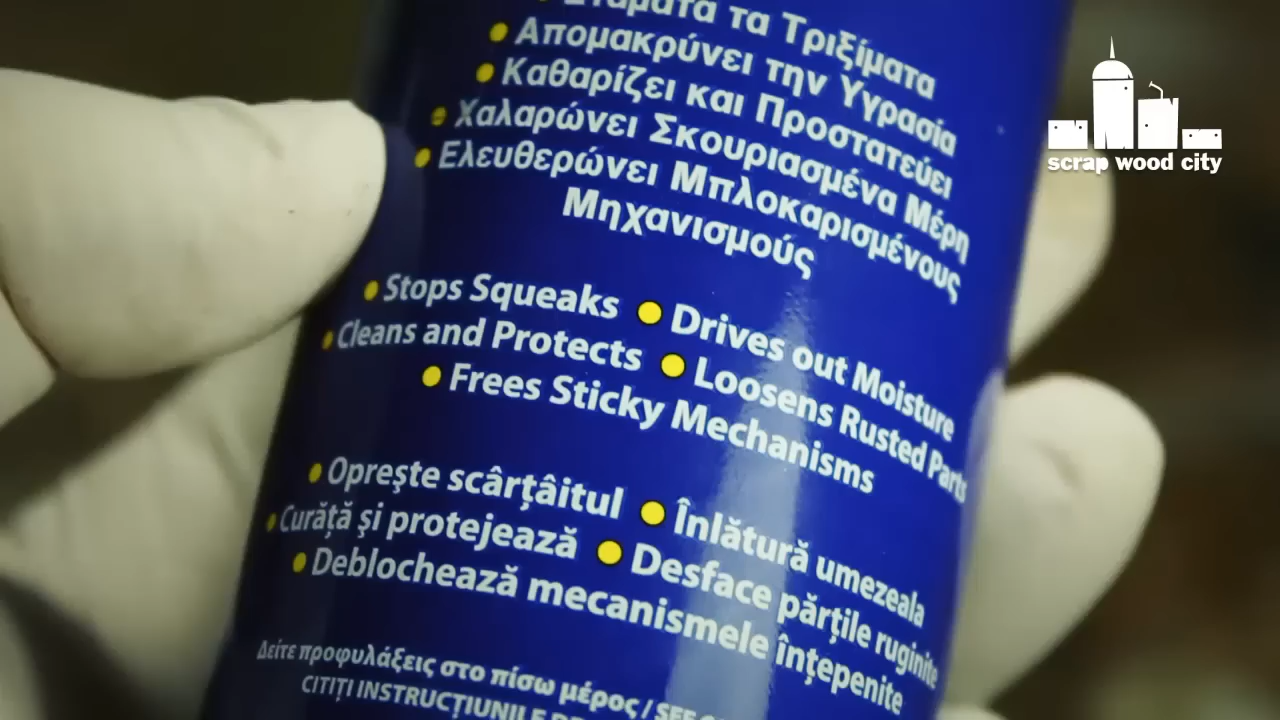 Σταματά τα Τριξίματα
• Απομακρύνει την Υγρασία
• Καθαρίζει και Προστατεύει
• Χαλαρώνει Σκουριασμένα Μέρη
• Ελευθερώνει Μπλοκαρισμένους
Μηχανισμούς
• Stops Squeaks • Drives out Moisture
• Cleans and Protects • Loosens Rusted Parts
• Frees Sticky Mechanisms
• Oprește scârțâitul • Înlătură umezeala
• Curăță și protejează • Desface părțile ruginite
• Deblochează mecanismele înțepenite
Δείτε προφυλάξεις στο πίσω μέρος / SEE
CITIȚI INSTRUCȚIUNILE
scrap wood city